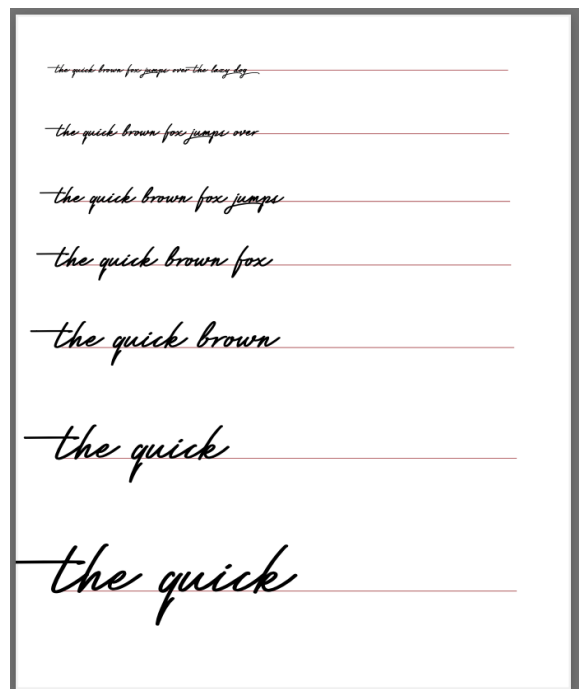 the quick brown fox jumps over the lazy dog
the quick brown fox jumps over
the quick brown fox jumps
the quick brown fox
the quick brown
the quick
the quick